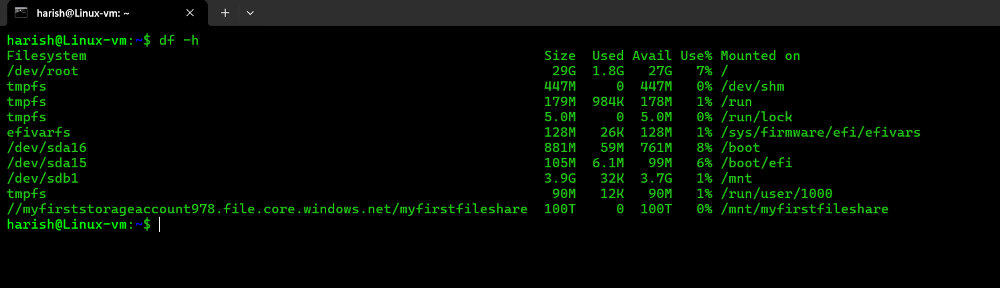 harish@Linux-vm: ~
harish@Linux-vm:~$ df -h
Filesystem Size Used Avail Use% Mounted on
/dev/root 29G 1.8G 27G 7% /
tmpfs 447M 0 447M 0% /dev/shm
tmpfs 179M 984K 178M 1% /run
tmpfs 5.0M 0 5.0M 0% /run/lock
efivarfs 128M 26K 128M 1% /sys/firmware/efi/efivars
/dev/sda16 881M 59M 761M 8% /boot
/dev/sda15 105M 6.1M 99M 6% /boot/efi
/dev/sdb1 3.9G 32K 3.7G 1% /mnt
tmpfs 90M 12K 90M 1% /run/user/1000
//myfirststorageaccount978.file.core.windows.net/myfirstfileshare 100T 0 100T 0% /mnt/myfirstfileshare
harish@Linux-vm:~$